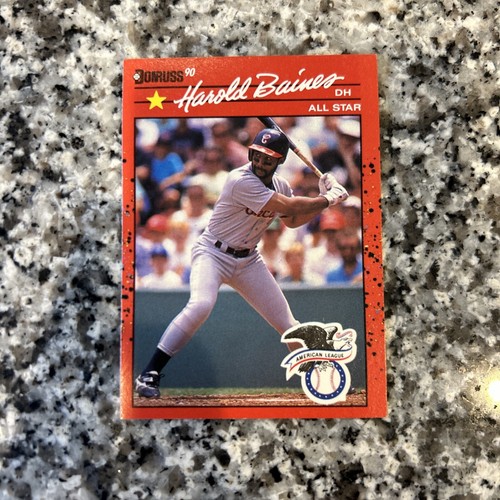 DONRUSS 90
Harold Baines
DH
ALL STAR
C
AMERICAN LEAGUE